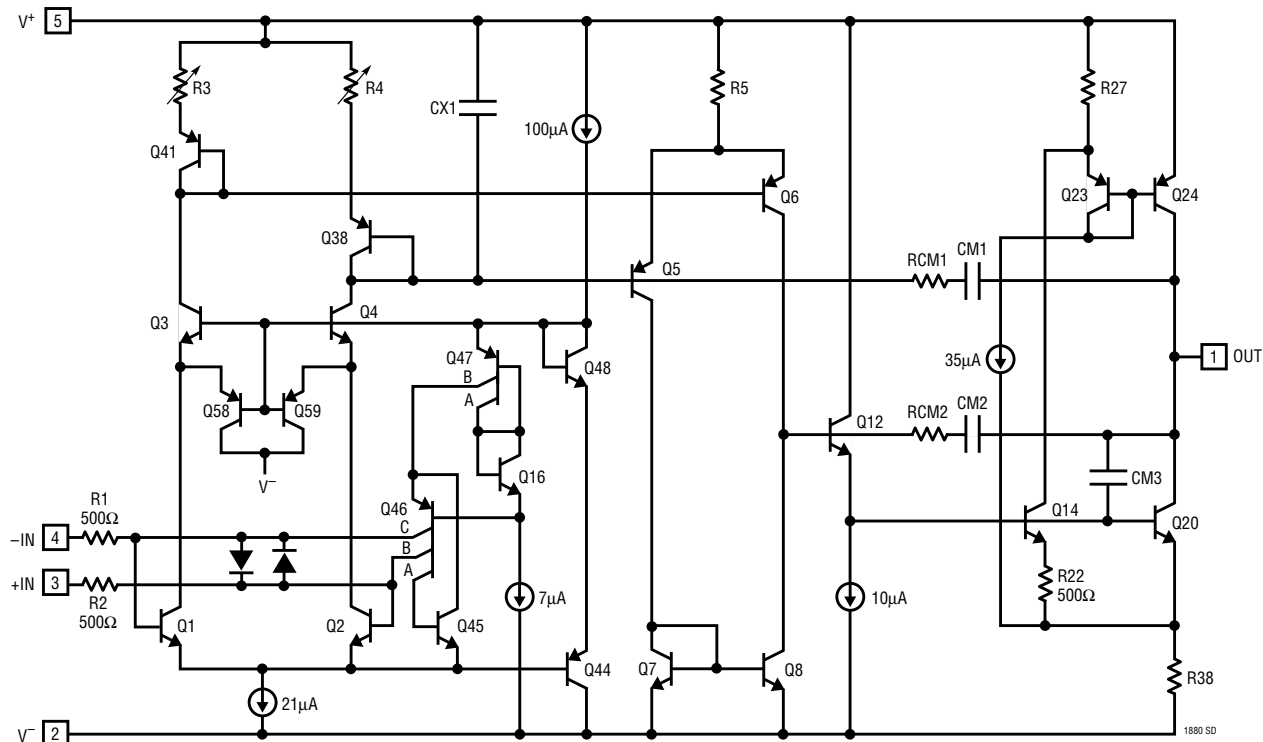 V+ 5
R3
R4
CX1
100µA
R5
R27
Q41
Q6
Q23
Q24
Q38
Q5
RCM1
CM1
Q3
Q4
Q47
B
A
Q48
35µA
1 OUT
Q58
Q59
V–
Q12
RCM2
CM2
Q16
CM3
R1
500Ω
Q46
C
B
A
Q14
Q20
–IN 4
+IN 3
R2
500Ω
Q1
Q2
Q45
7µA
10µA
R22
500Ω
Q44
Q7
Q8
R38
21µA
V– 2
1880 SD